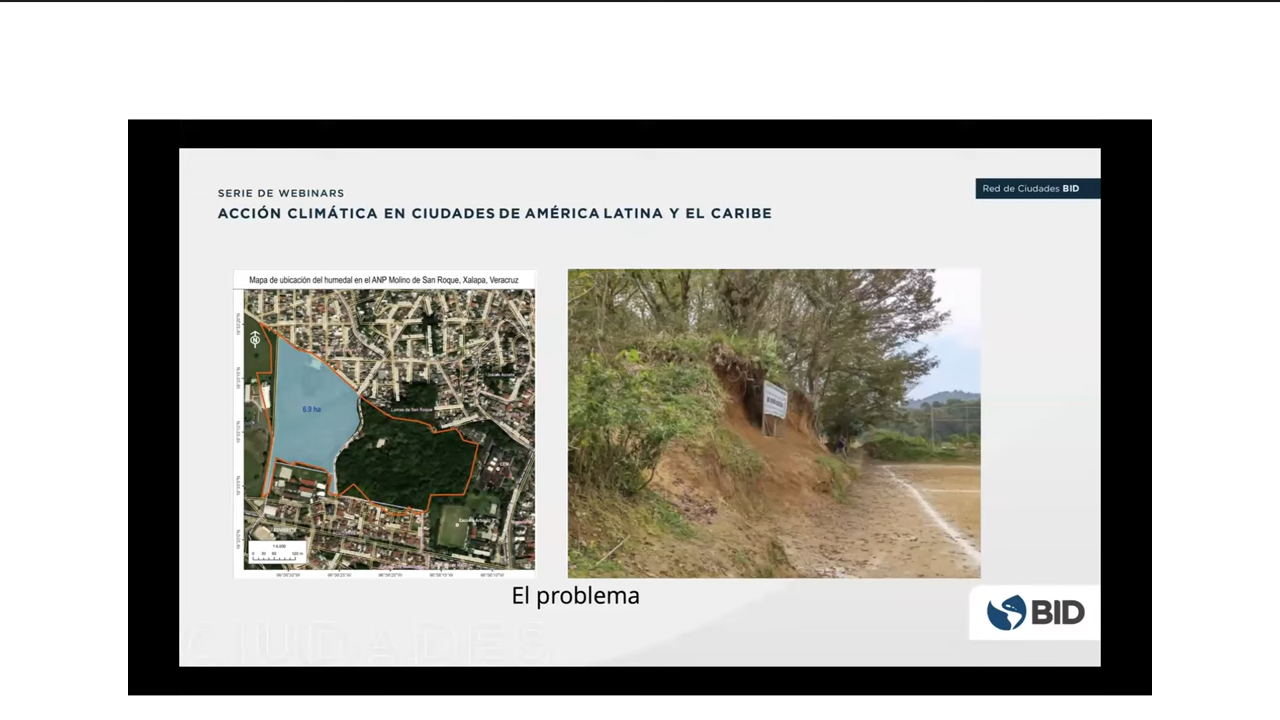 SERIE DE WEBINARS
ACCIÓN CLIMÁTICA EN CIUDADES DE AMÉRICA LATINA Y EL CARIBE
Red de Ciudades BID
Mapa de ubicación del humedal en el ANP Molino de San Roque, Xalapa, Veracruz
N
6.9 ha
Lomas de San Roque
El problema
BID
CIUDADES